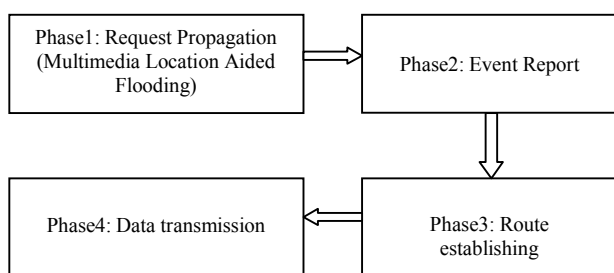 Phase1: Request Propagation
(Multimedia Location Aided
Flooding)
Phase2: Event Report
Phase4: Data transmission
Phase3: Route
establishing